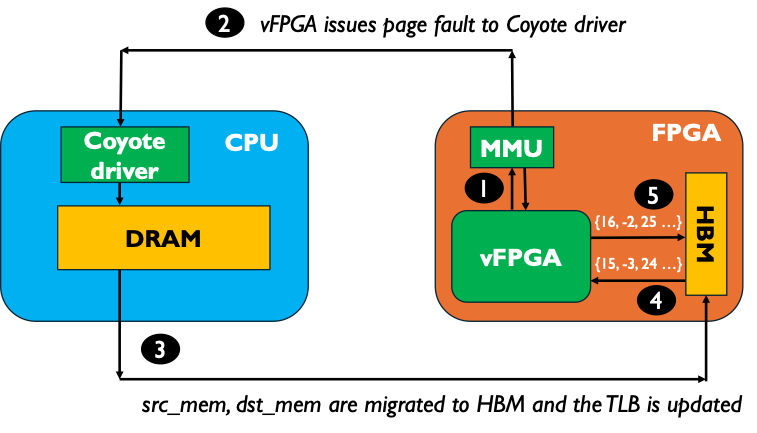 2 vFPGA issues page fault to Coyote driver
Coyote
driver
CPU
DRAM
FPGA
MMU
1
5
{16, -2, 25 ...}
HBM
vFPGA
{15, -3, 24 ...}
4
3
src_mem, dst_mem are migrated to HBM and the TLB is updated